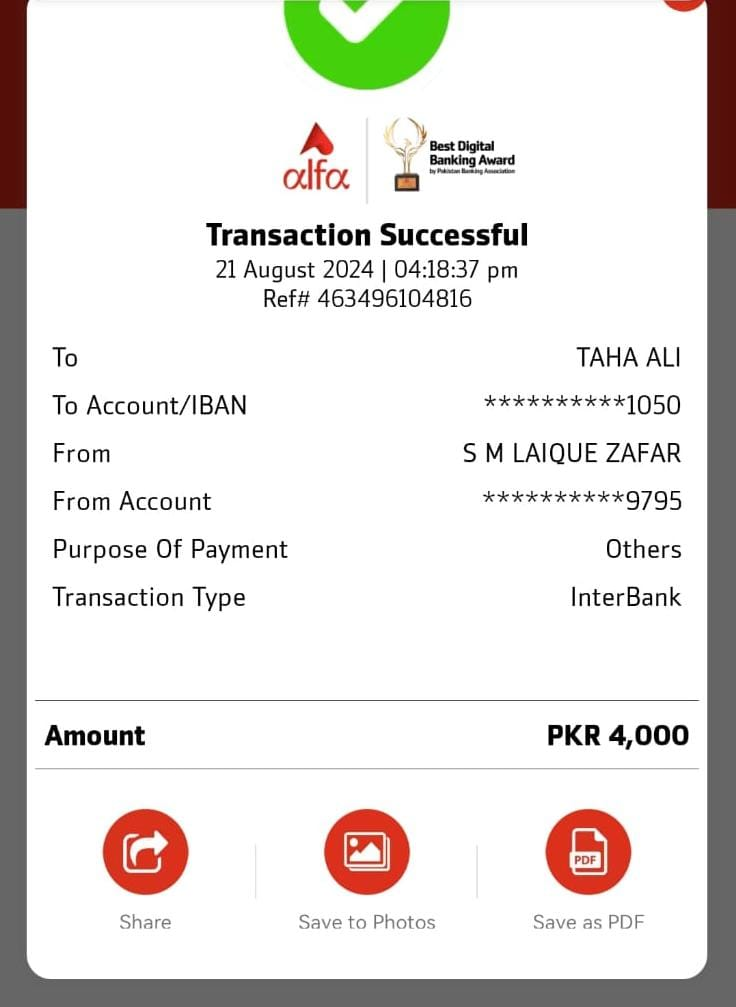 alfa
Best Digital
Banking Award
by Pakistan Banking Association
Transaction Successful
21 August 2024 | 04:18:37 pm
Ref# 463496104816
To TAHA ALI
To Account/IBAN **********1050
From S M LAIQUE ZAFAR
From Account **********9795
Purpose Of Payment Others
Transaction Type InterBank
Amount PKR 4,000
PDF
Share Save to Photos Save as PDF